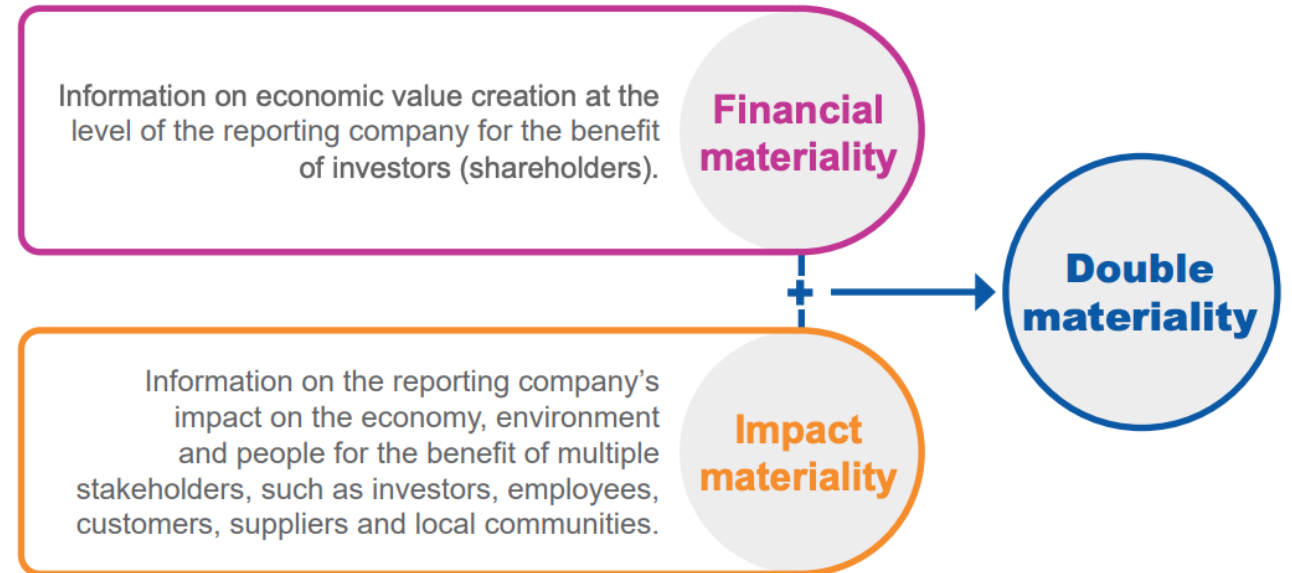 Information on economic value creation at the
level of the reporting company for the benefit
of investors (shareholders).
Financial
materiality
+
Double
materiality
Information on the reporting company’s
impact on the economy, environment
and people for the benefit of multiple
stakeholders, such as investors, employees,
customers, suppliers and local communities.
Impact
materiality